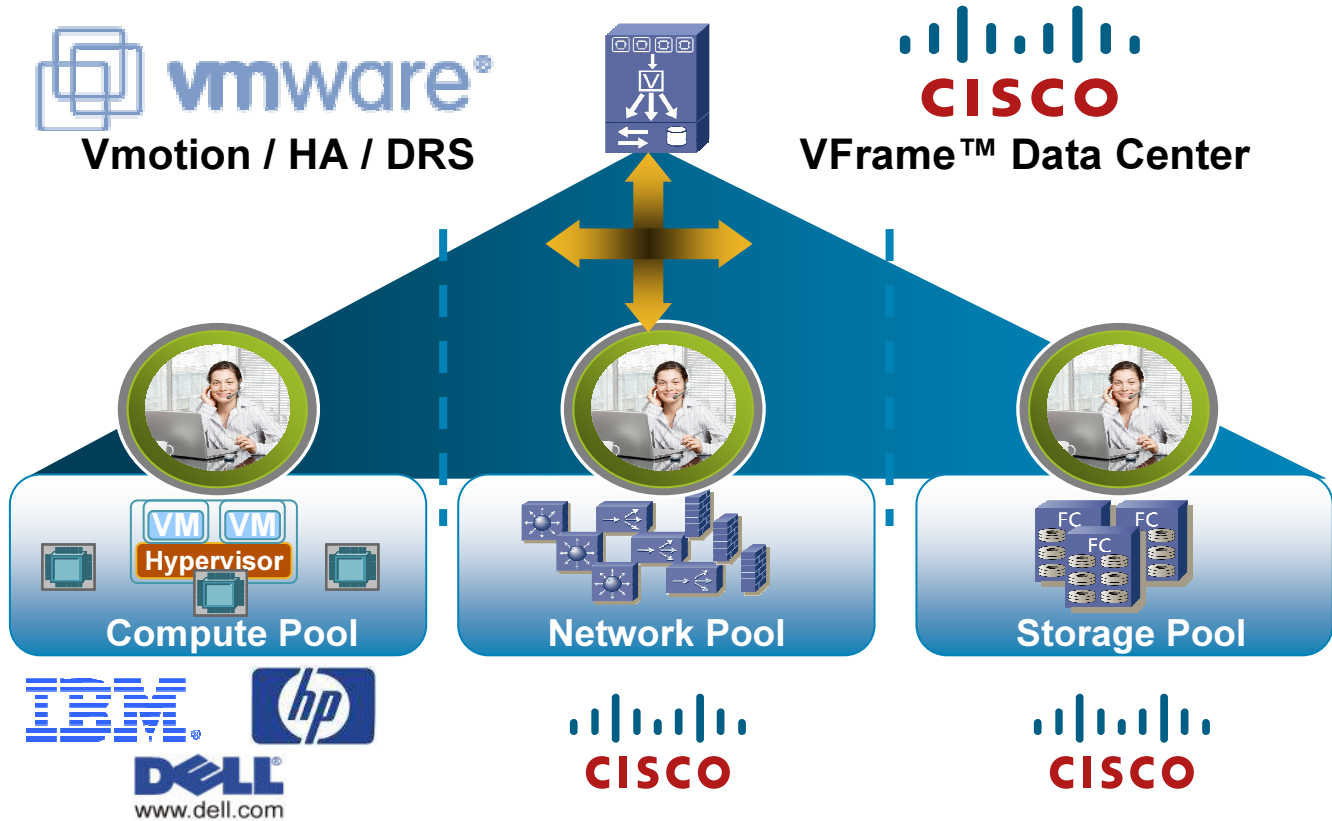 vmware®
CISCO
Vmotion / HA / DRS
VFrame™ Data Center
V
VM VM
Hypervisor
FC FC
FC
Compute Pool
Network Pool
Storage Pool
IBM®
hp
DELL®
www.dell.com
CISCO
CISCO